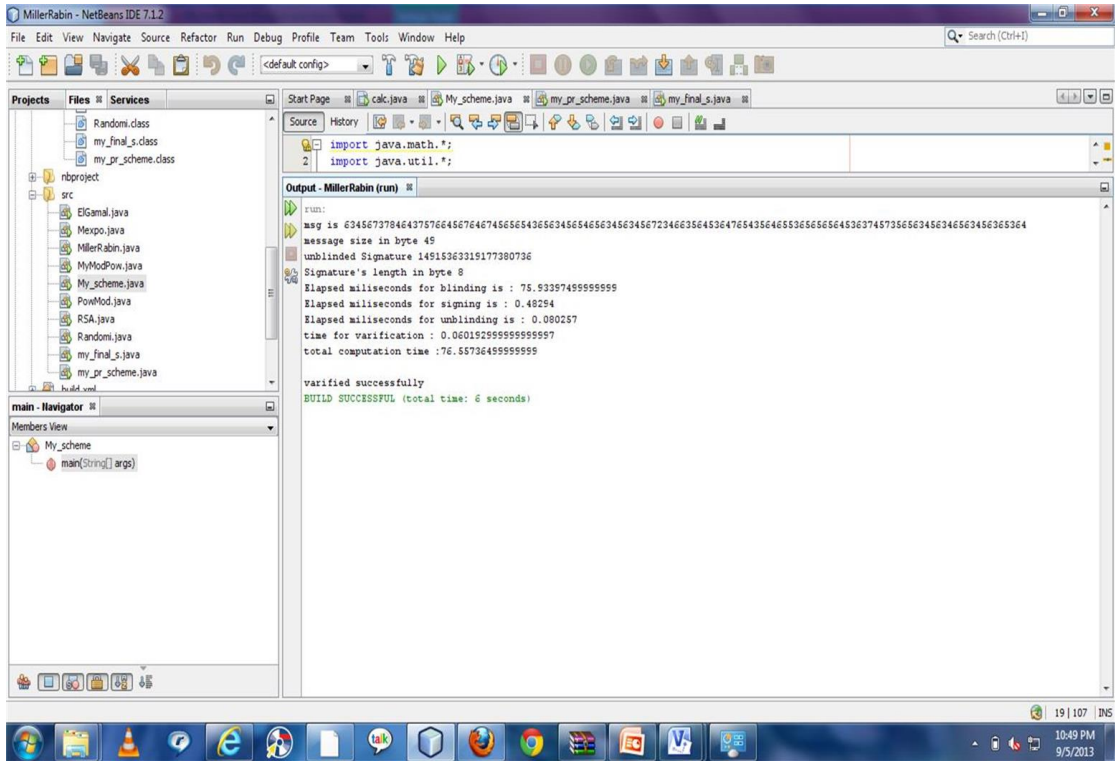 MillerRabin - NetBeans IDE 7.1.2
File Edit View Navigate Source Refactor Run Debug Profile Team Tools Window Help
Search (Ctrl+I)
<default config>
Projects Files Services
Randomi.class
my_final_s.class
my_pr_scheme.class
nbproject
src
ElGamal.java
Mexpo.java
MillerRabin.java
MyModPow.java
My_scheme.java
PowMod.java
RSA.java
Randomi.java
my_final_s.java
my_pr_scheme.java
build.xml
main - Navigator
Members View
My_scheme
main(String[] args)
Start Page calc.java My_scheme.java my_pr_scheme.java my_final_s.java
Source History
import java.math.*;
2 import java.util.*;
Output - MillerRabin (run)
run:
msg is
message size in byte 49
unblinded Signature 14915363319177380736
Signature's length in byte 8
Elapsed miliseconds for blinding is : 75.93397499999999
Elapsed miliseconds for signing is : 0.48294
Elapsed miliseconds for unblinding is : 0.080257
time for varification : 0.060192999999999997
total computation time :76.55736499999999
varified successfully
BUILD SUCCESSFUL (total time: 6 seconds)
19 | 107 INS
talk
10:49 PM
9/5/2013